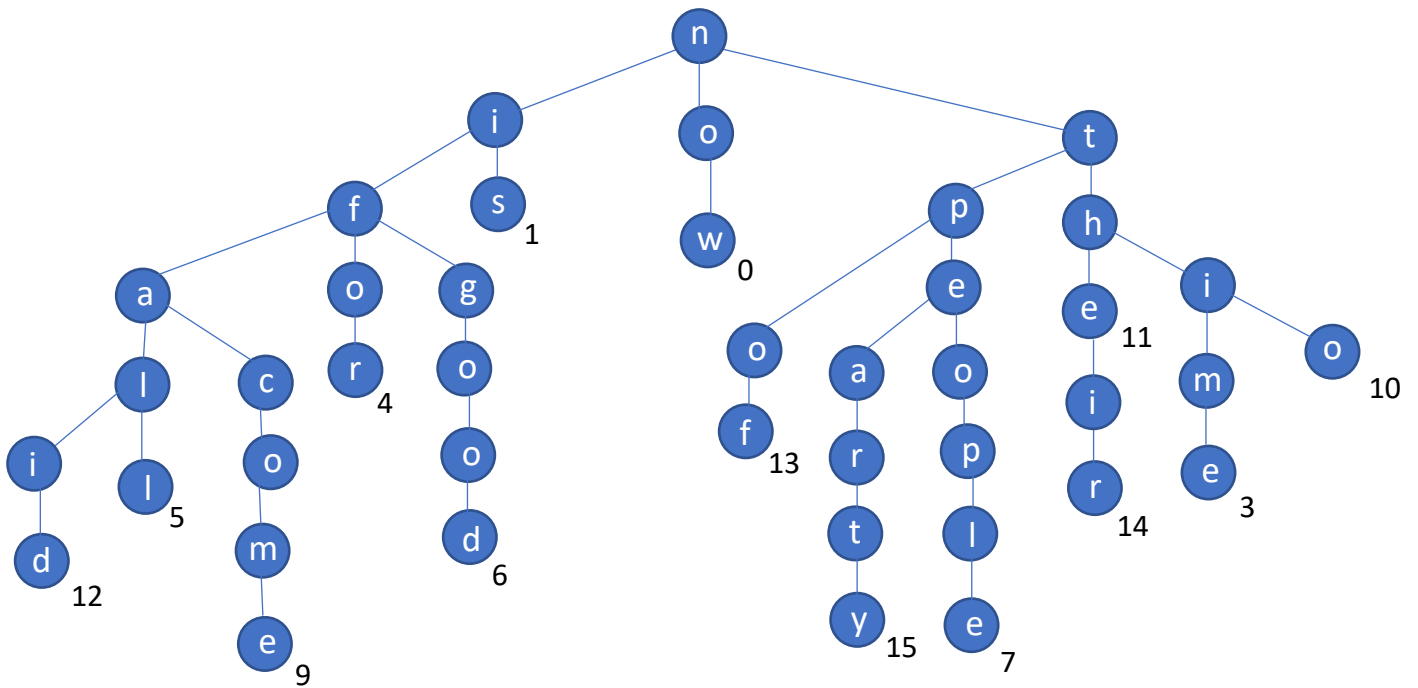 n
i o t
f s 1 w 0 p h
a o g o e e 11 i
l c r 4 o f 13 a o i m o 10
i l 5 o o r p r 14 e 3
d 12 m d 6 t l
e 9 y 15 e 7